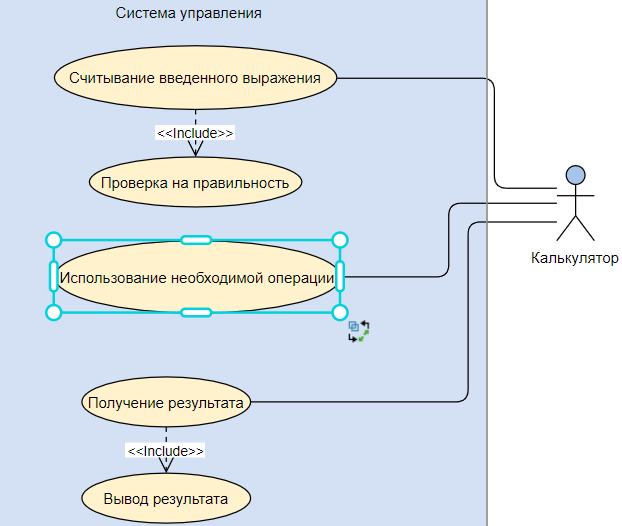 Система управления
Считывание введенного выражения
<<Include>>
Проверка на правильность
Использование необходимой операции
Калькулятор
Получение результата
<<Include>>
Вывод результата